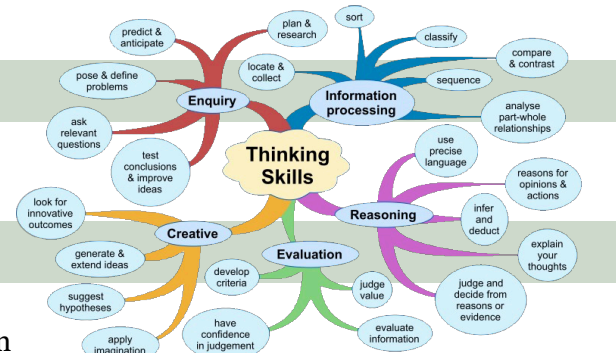 predict &
anticipate
plan &
research
sort
classify
compare
& contrast
locate &
collect
sequence
pose & define
problems
Enquiry
Information
processing
analyse
part-whole
relationships
ask
relevant
questions
test
conclusions
& improve
ideas
Thinking
Skills
use
precise
language
reasons for
opinions &
actions
look for
innovative
outcomes
Reasoning
infer
and
deduct
Creative
generate &
extend ideas
Evaluation
explain
your
thoughts
develop
criteria
judge
value
judge and
decide from
reasons or
evidence
suggest
hypotheses
have
confidence
in judgement
evaluate
information
apply
imagination